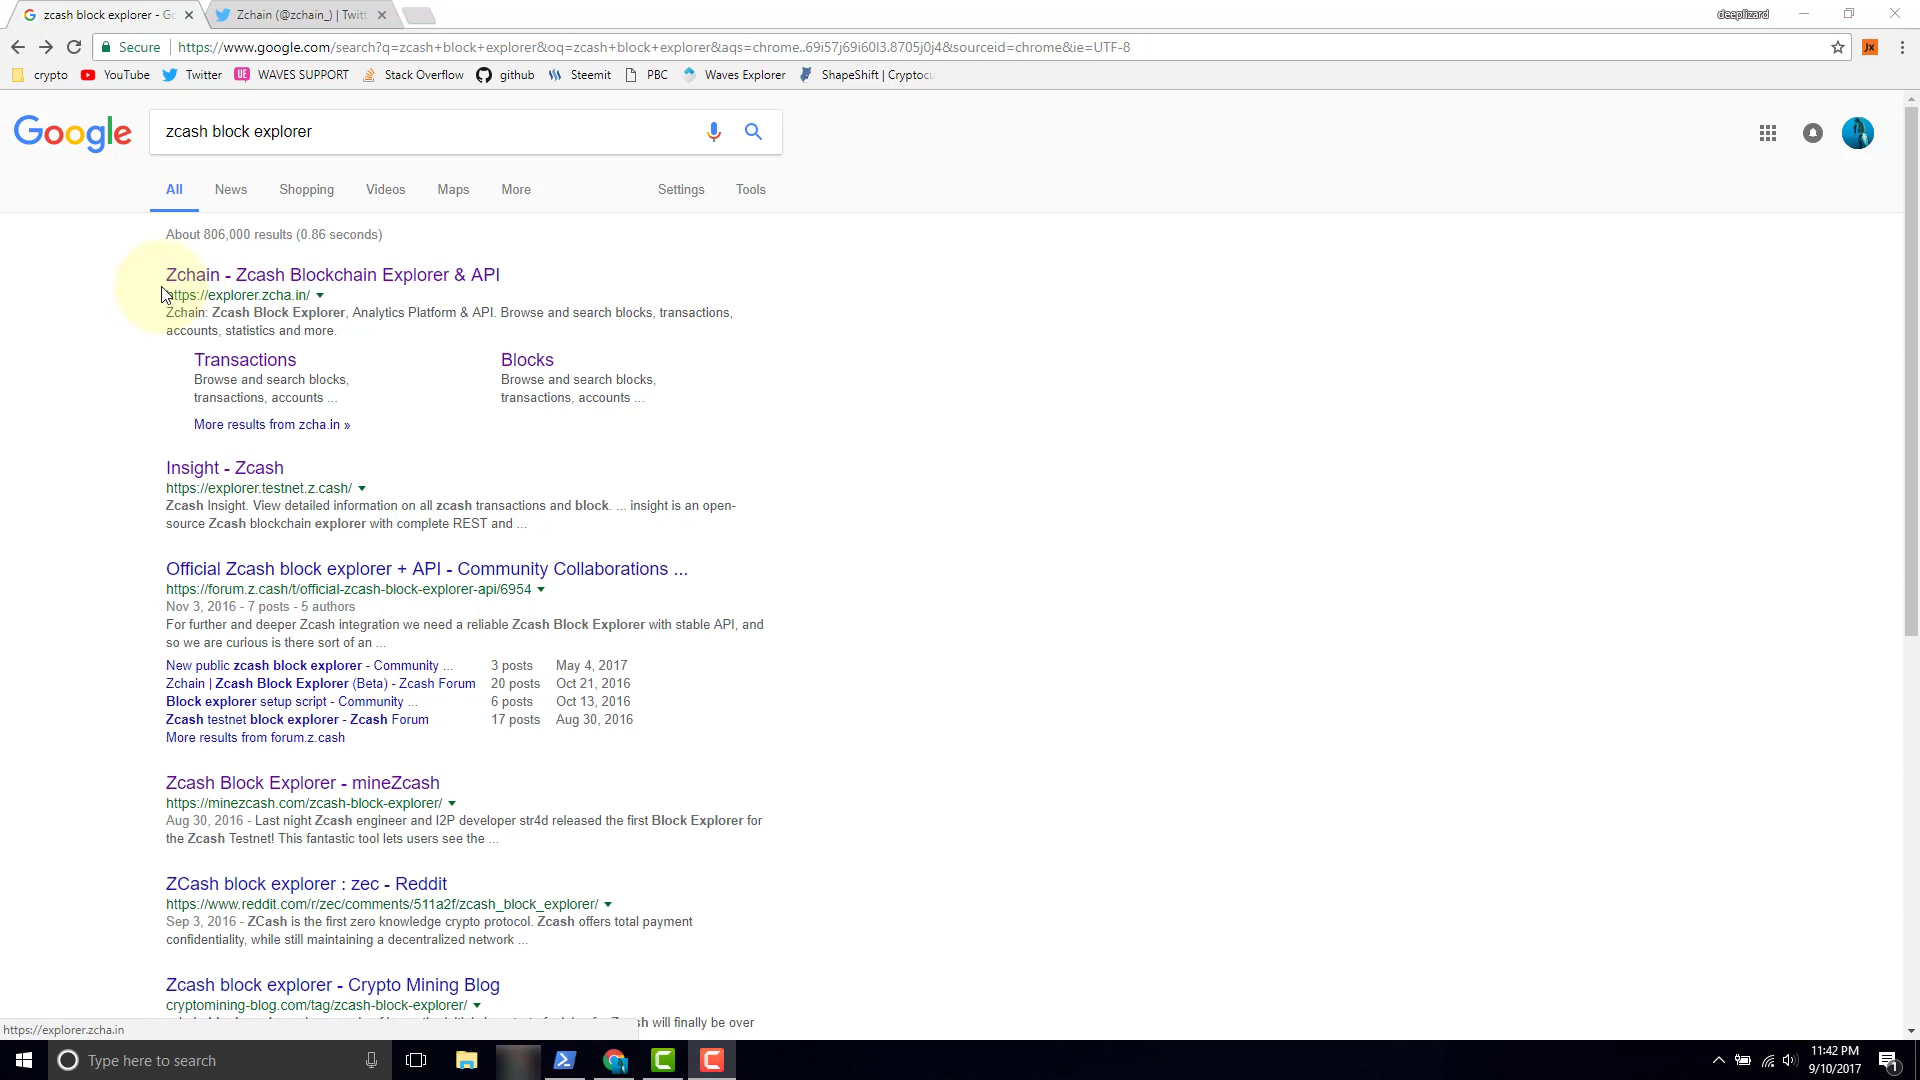 zcash block explorer - Go
Zchain (@zchain_) | Twitt
deeplizard
Secure
https://www.google.com/search?q=zcash+block+explorer&oq=zcash+block+explorer&aqs=chrome..69i57j69i60l3.8705j0j4&sourceid=chrome&ie=UTF-8
Jx
crypto
YouTube
Twitter
UE
WAVES SUPPORT
Stack Overflow
github
Steemit
PBC
Waves Explorer
ShapeShift | Cryptocu
Google
zcash block explorer
All
News
Shopping
Videos
Maps
More
Settings
Tools
About 806,000 results (0.86 seconds)
Zchain - Zcash Blockchain Explorer & API
https://explorer.zcha.in/
Zchain: Zcash Block Explorer, Analytics Platform & API. Browse and search blocks, transactions,
accounts, statistics and more.
Transactions
Browse and search blocks,
transactions, accounts ...
Blocks
Browse and search blocks,
transactions, accounts ...
More results from zcha.in »
Insight - Zcash
https://explorer.testnet.z.cash/
Zcash Insight. View detailed information on all zcash transactions and block. ... insight is an open-
source Zcash blockchain explorer with complete REST and ...
Official Zcash block explorer + API - Community Collaborations ...
https://forum.z.cash/t/official-zcash-block-explorer-api/6954
Nov 3, 2016 - 7 posts - 5 authors
For further and deeper Zcash integration we need a reliable Zcash Block Explorer with stable API, and
so we are curious is there sort of an ...
New public zcash block explorer - Community ... 3 posts May 4, 2017
Zchain | Zcash Block Explorer (Beta) - Zcash Forum 20 posts Oct 21, 2016
Block explorer setup script - Community ... 6 posts Oct 13, 2016
Zcash testnet block explorer - Zcash Forum 17 posts Aug 30, 2016
More results from forum.z.cash
Zcash Block Explorer - mineZcash
https://minezcash.com/zcash-block-explorer/
Aug 30, 2016 - Last night Zcash engineer and I2P developer str4d released the first Block Explorer for
the Zcash Testnet! This fantastic tool lets users see the ...
ZCash block explorer : zec - Reddit
https://www.reddit.com/r/zec/comments/511a2f/zcash_block_explorer/
Sep 3, 2016 - ZCash is the first zero knowledge crypto protocol. Zcash offers total payment
confidentiality, while still maintaining a decentralized network ...
Zcash block explorer - Crypto Mining Blog
cryptomining-blog.com/tag/zcash-block-explorer/
sh will finally be over
https://explorer.zcha.in
Type here to search
11:42 PM
9/10/2017
1